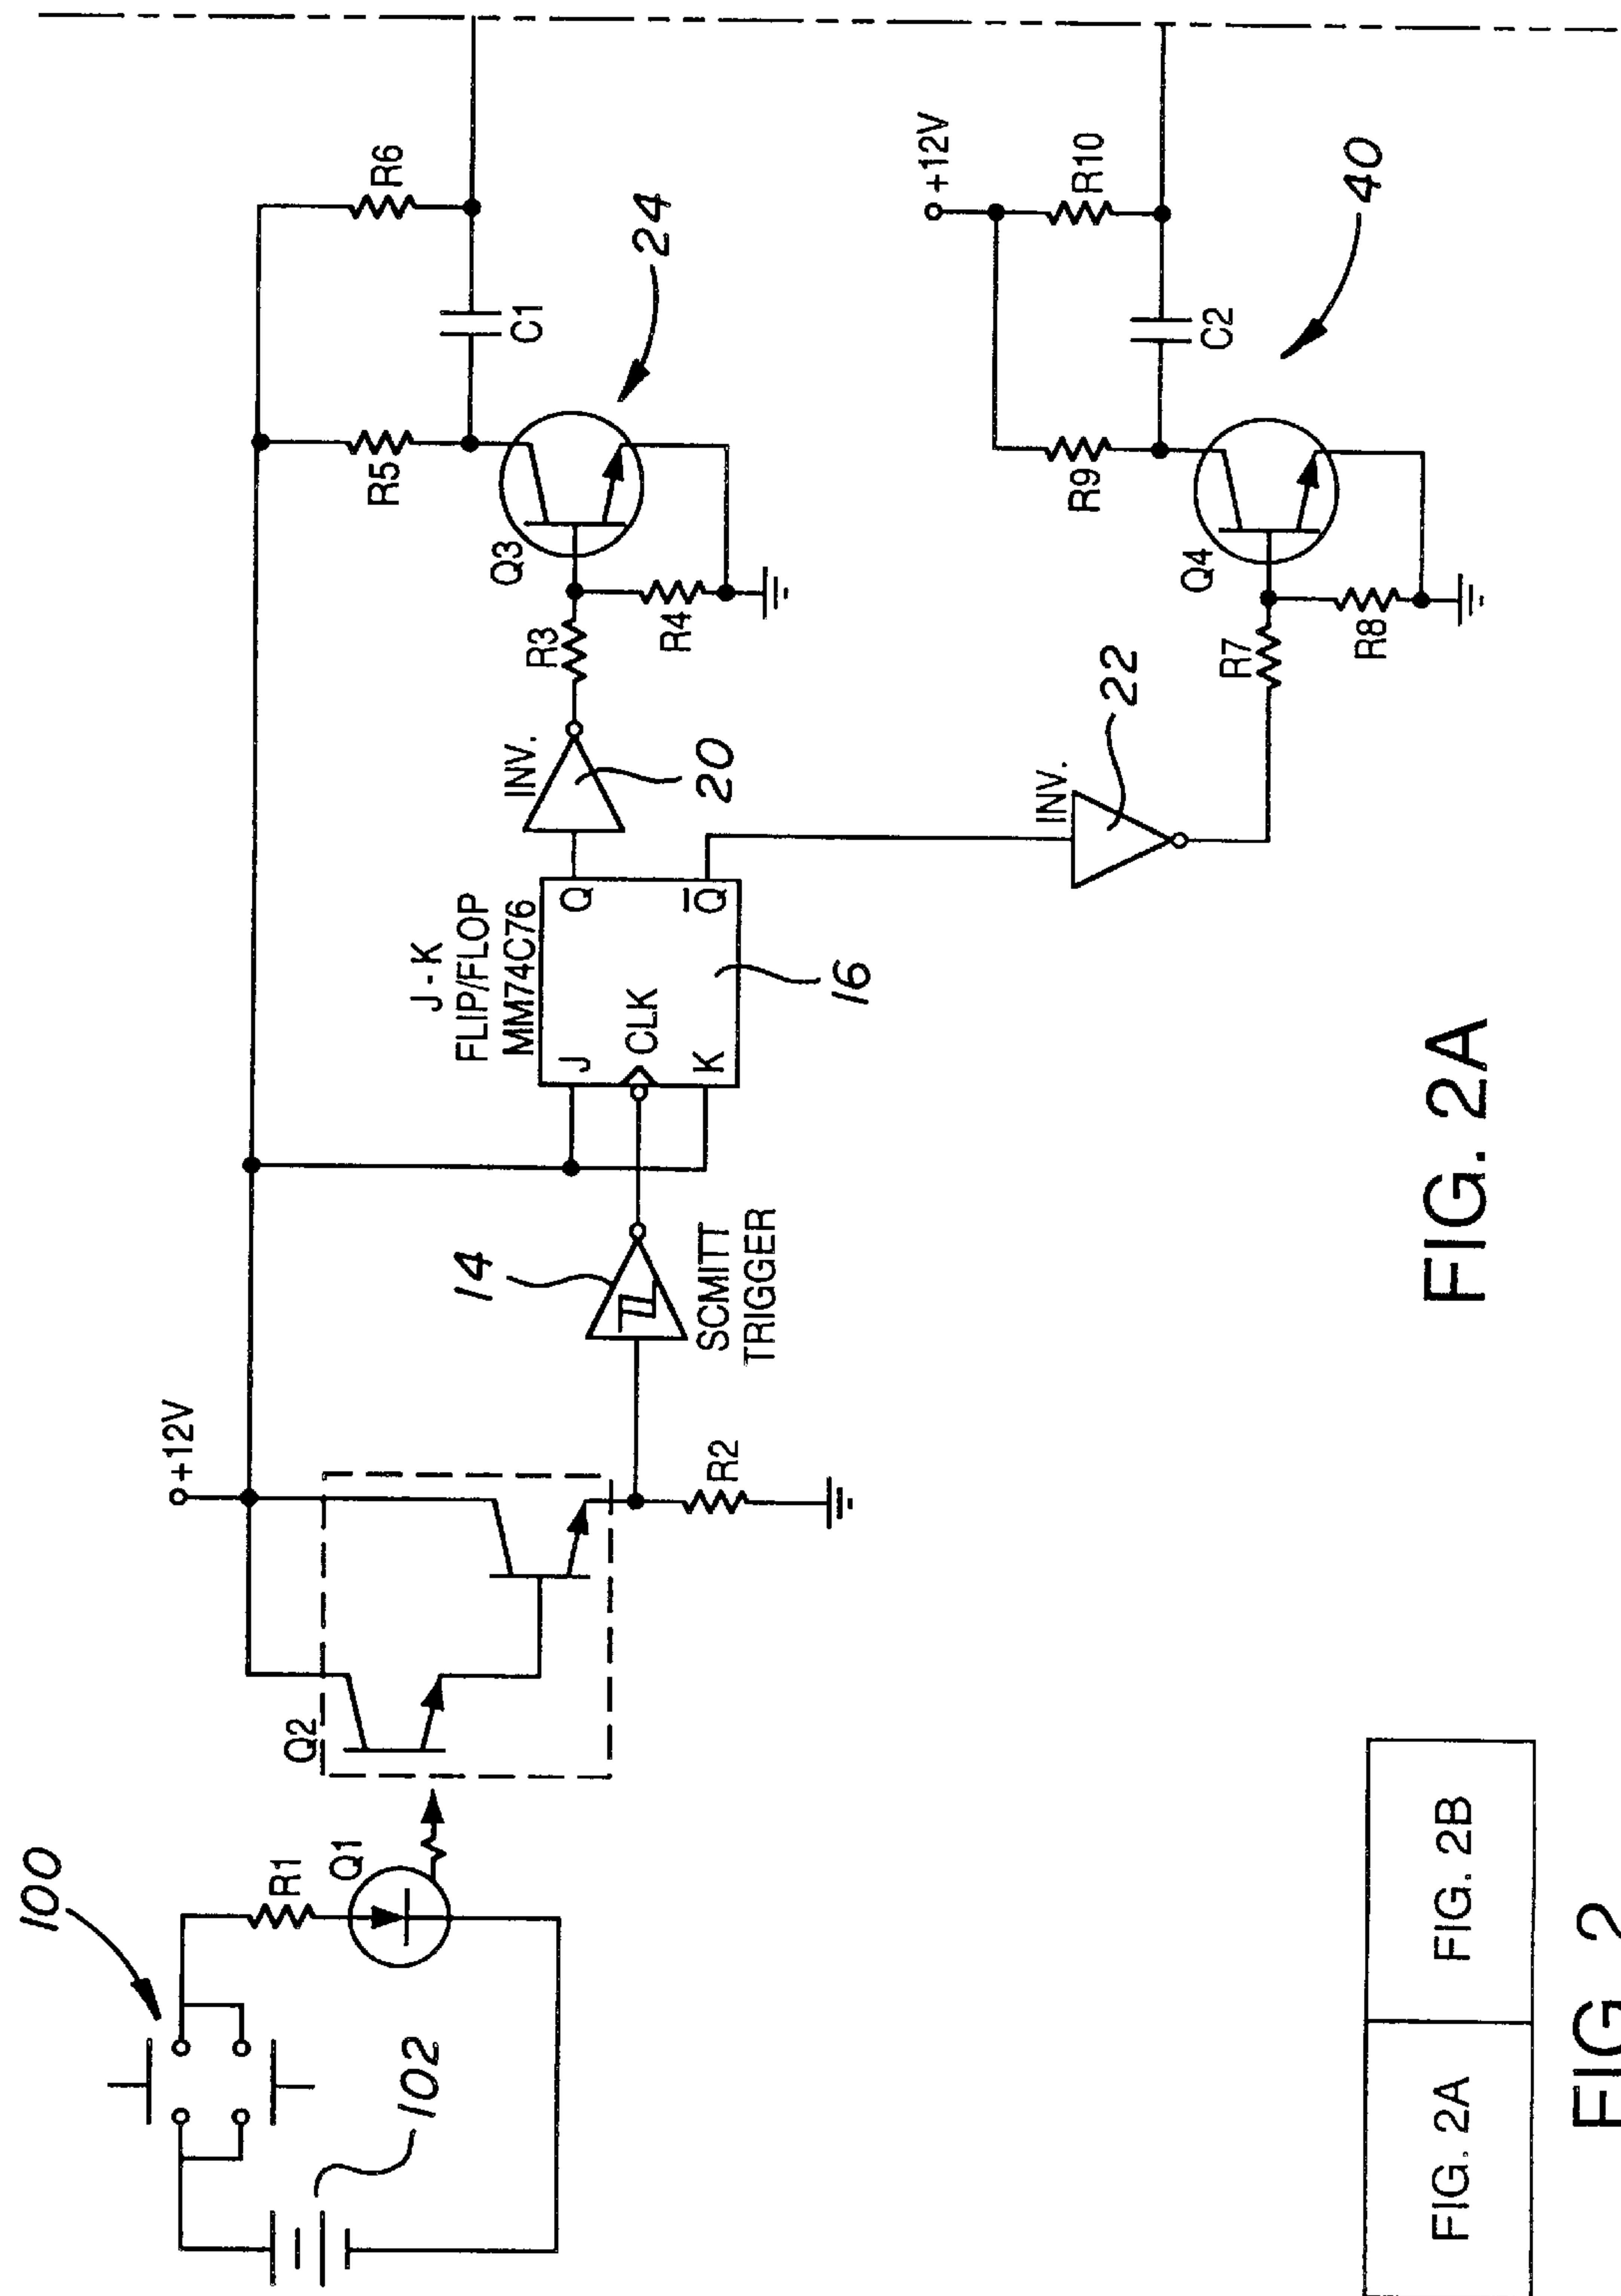 100
102
R1
Q1
Q2
+12V
R2
14
SCMITT
TRIGGER
J - K
FLIP/FLOP
MM74C76
J
CLK
K
Q
Q̅
16
INV.
20
R3
R4
Q3
R5
R6
C1
24
INV.
22
R7
R8
Q4
R9
+12V
R10
C2
40
FIG. 2A
FIG. 2A
FIG. 2B
FIG. 2